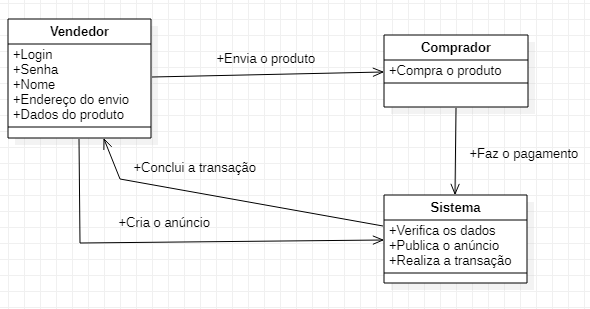 Vendedor
+Login
+Senha
+Nome
+Endereço do envio
+Dados do produto
+Envia o produto
Comprador
+Compra o produto
+Faz o pagamento
+Conclui a transação
+Cria o anúncio
Sistema
+Verifica os dados
+Publica o anúncio
+Realiza a transação